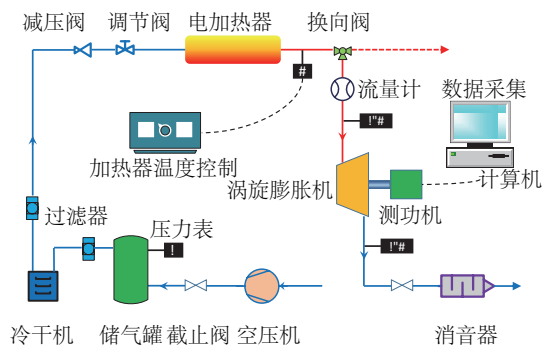 减压阀 调节阀 电加热器 换向阀
#
流量计 数据采集
!"#
加热器温度控制
涡旋膨胀机 计算机
过滤器 测功机
压力表
!
!"#
冷干机 储气罐 截止阀 空压机 消音器